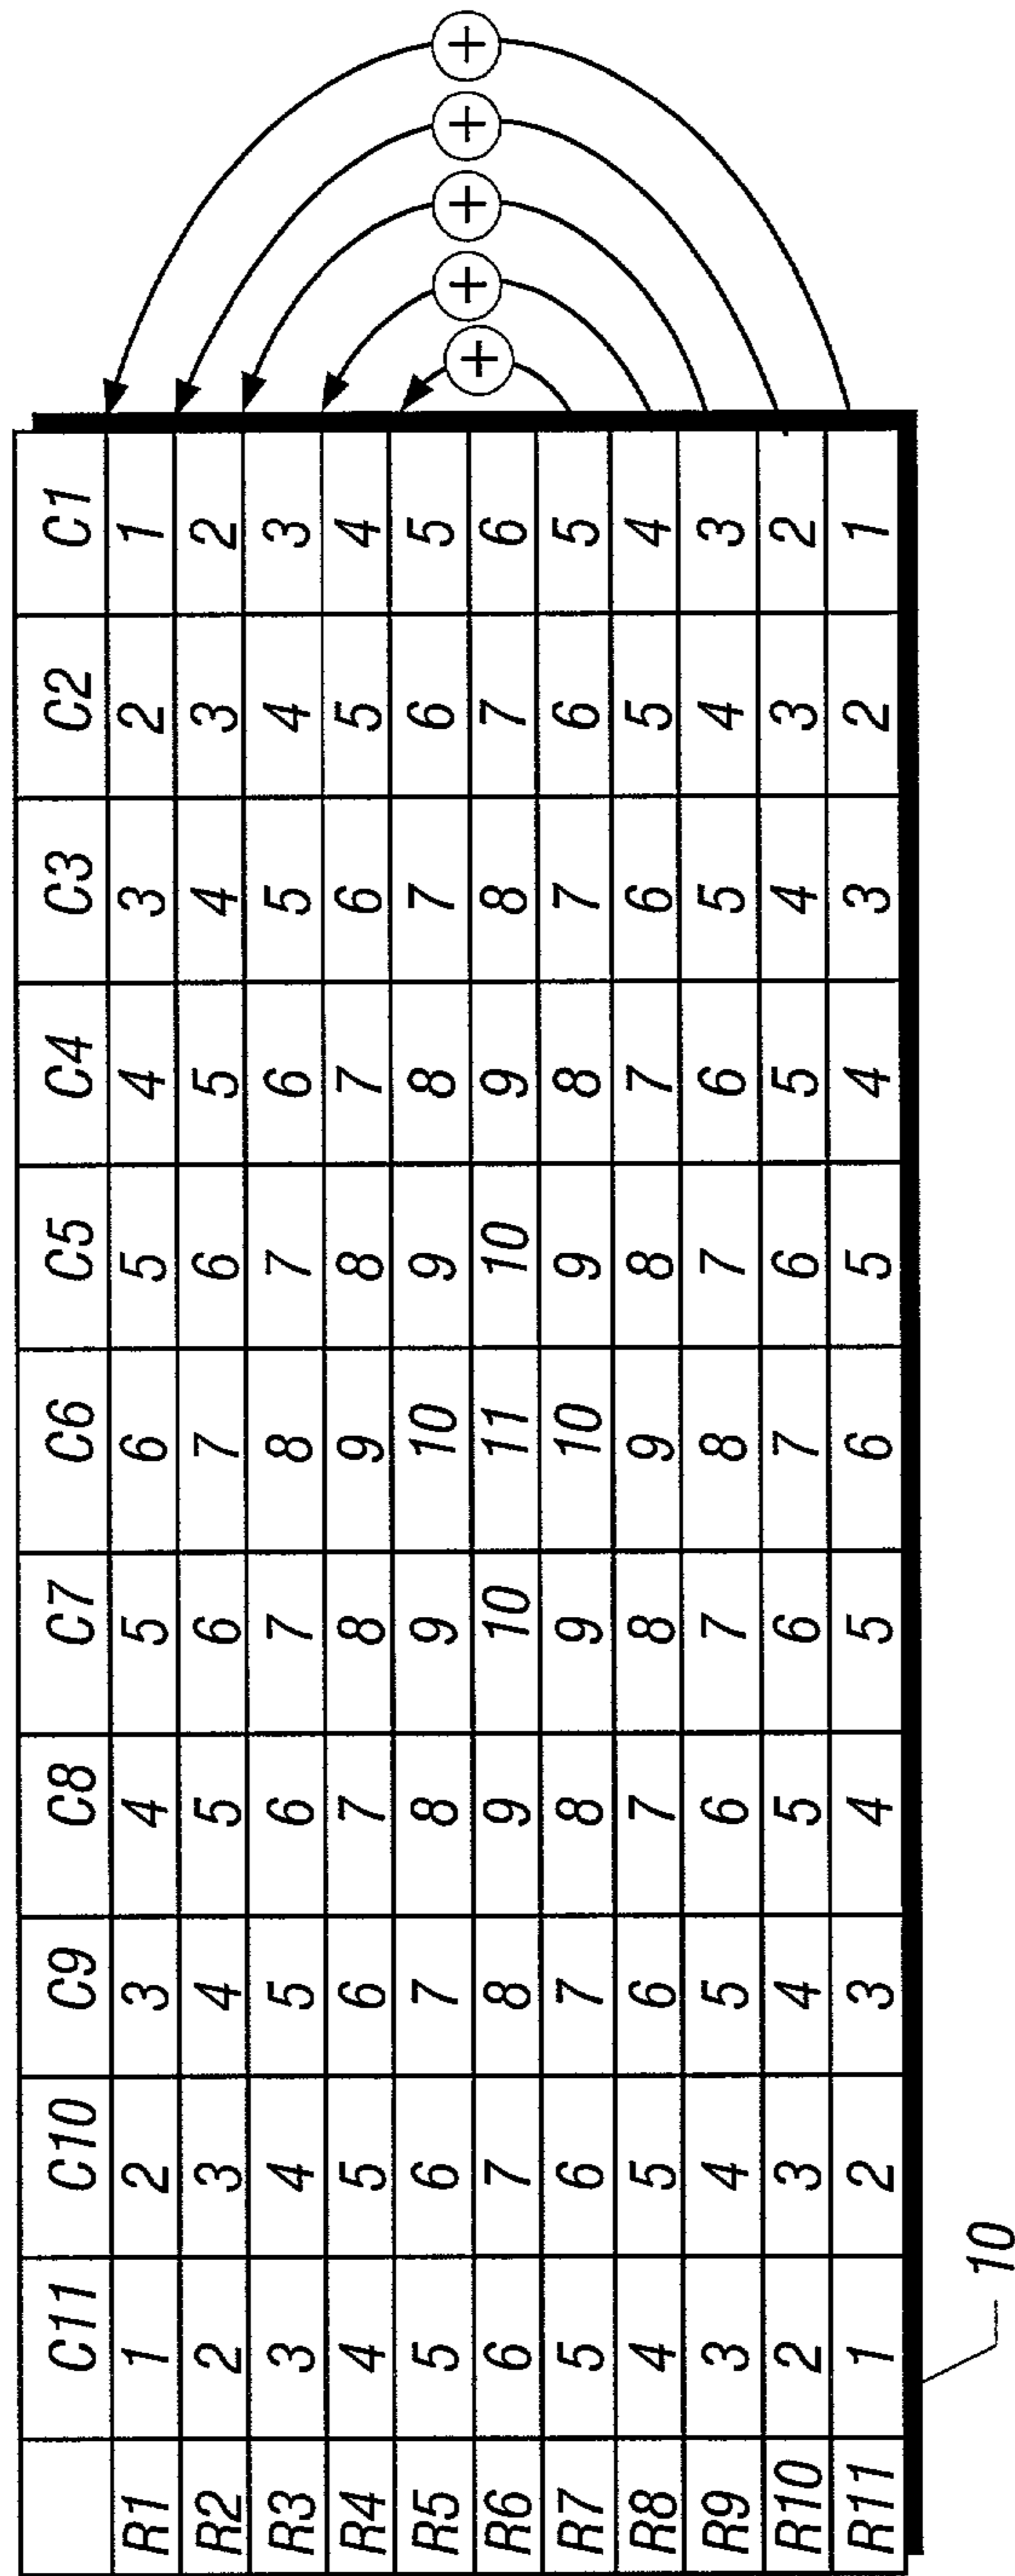 C11 C10 C9 C8 C7 C6 C5 C4 C3 C2 C1
R1 1 2 3 4 5 6 5 4 3 2 1
R2 2 3 4 5 6 7 6 5 4 3 2
R3 3 4 5 6 7 8 7 6 5 4 3
R4 4 5 6 7 8 9 8 7 6 5 4
R5 5 6 7 8 9 10 9 8 7 6 5
R6 6 7 8 9 10 11 10 9 8 7 6
R7 5 6 7 8 9 10 9 8 7 6 5
R8 4 5 6 7 8 9 8 7 6 5 4
R9 3 4 5 6 7 8 7 6 5 4 3
R10 2 3 4 5 6 7 6 5 4 3 2
R11 1 2 3 4 5 6 5 4 3 2 1
+
+
+
+
+
10